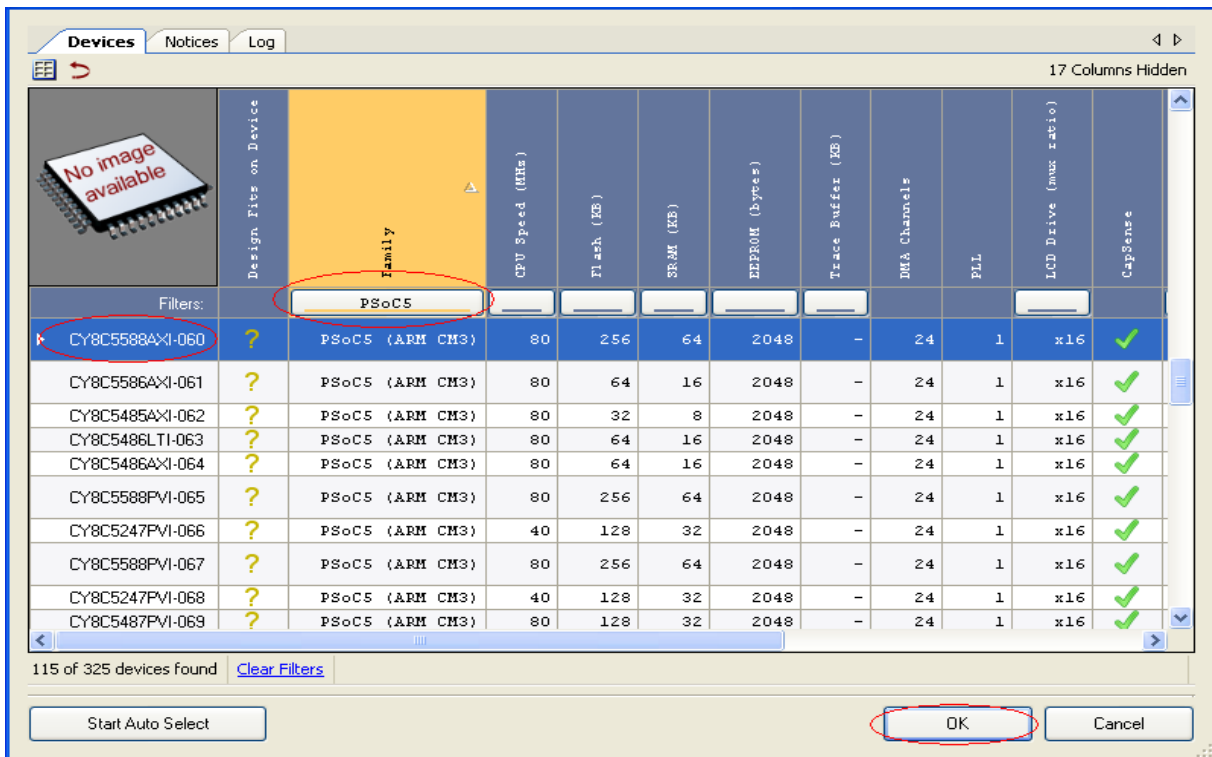 Devices Notices Log
17 Columns Hidden
No image available
Design Fits on Device
Family
CPU Speed (MHz)
Flash (KB)
SRAM (KB)
EEPROM (bytes)
Trace Buffer (KB)
DMA Channels
PLL
LCD Drive (mux ratio)
CapSense
Filters: PSoC5
CY8C5588AXI-060 ? PSoC5 (ARM CM3) 80 256 64 2048 - 24 1 x16
CY8C5586AXI-061 ? PSoC5 (ARM CM3) 80 64 16 2048 - 24 1 x16
CY8C5485AXI-062 ? PSoC5 (ARM CM3) 80 32 8 2048 - 24 1 x16
CY8C5486LTI-063 ? PSoC5 (ARM CM3) 80 64 16 2048 - 24 1 x16
CY8C5486AXI-064 ? PSoC5 (ARM CM3) 80 64 16 2048 - 24 1 x16
CY8C5588PVI-065 ? PSoC5 (ARM CM3) 80 256 64 2048 - 24 1 x16
CY8C5247PVI-066 ? PSoC5 (ARM CM3) 40 128 32 2048 - 24 1 x16
CY8C5588PVI-067 ? PSoC5 (ARM CM3) 80 256 64 2048 - 24 1 x16
CY8C5247PVI-068 ? PSoC5 (ARM CM3) 40 128 32 2048 - 24 1 x16
CY8C5487PVI-069 ? PSoC5 (ARM CM3) 80 128 32 2048 - 24 1 x16
115 of 325 devices found Clear Filters
Start Auto Select OK Cancel